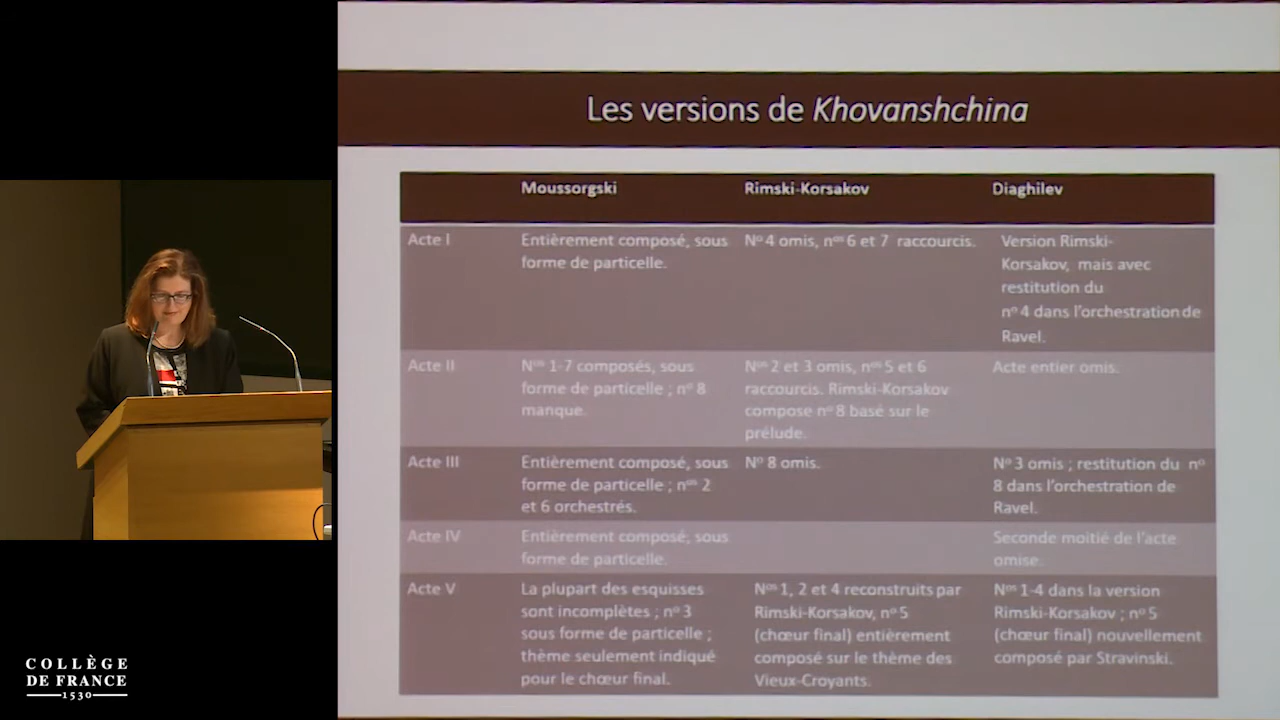 Les versions de Khovanshchina
Moussorgski
Rimski-Korsakov
Diaghilev
Acte I
Entièrement composé, sous
forme de particelle.
Nº 4 omis, nºˢ 6 et 7 raccourcis.
Version Rimski-
Korsakov, mais avec
restitution du
nº 4 dans l'orchestration de
Ravel.
Acte II
Nºˢ 1-7 composés, sous
forme de particelle ; nº 8
manque.
Nºˢ 2 et 3 omis, nºˢ 5 et 6
raccourcis. Rimski-Korsakov
compose nº 8 basé sur le
prélude.
Acte entier omis.
Acte III
Entièrement composé, sous
forme de particelle ; nºˢ 2
et 6 orchestrés.
Nº 8 omis.
Nº 3 omis ; restitution du nº
8 dans l'orchestration de
Ravel.
Acte IV
Entièrement composé, sous
forme de particelle.
Seconde moitié de l'acte
omise.
Acte V
La plupart des esquisses
sont incomplètes ; nº 3
sous forme de particelle ;
thème seulement indiqué
pour le chœur final.
Nºˢ 1, 2 et 4 reconstruits par
Rimski-Korsakov, nº 5
(chœur final) entièrement
composé sur le thème des
Vieux-Croyants.
Nºˢ 1-4 dans la version
Rimski-Korsakov ; nº 5
(chœur final) nouvellement
composé par Stravinski.
COLLÈGE
DE FRANCE
1530